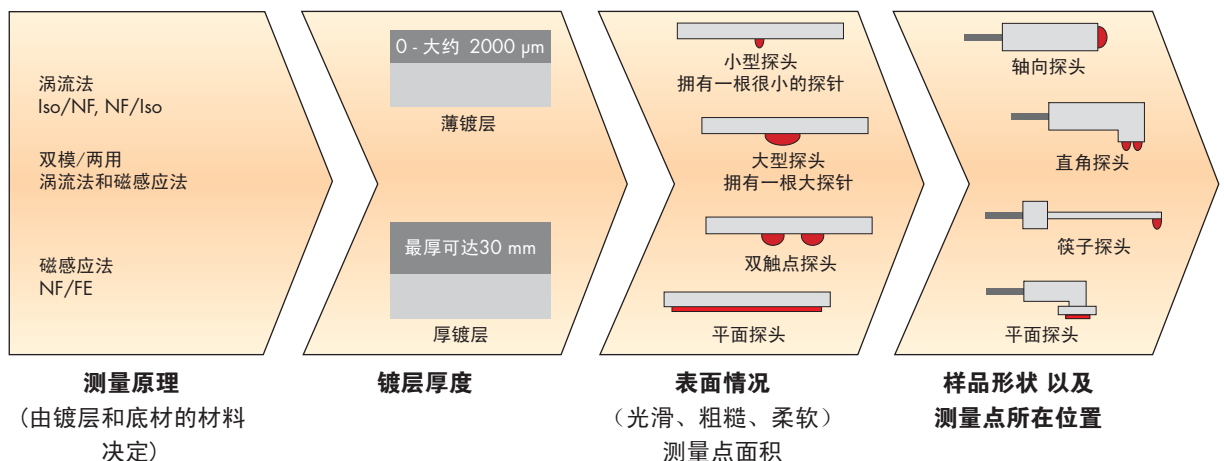 涡流法
Iso/NF, NF/Iso
双模/两用
涡流法和磁感应法
磁感应法
NF/FE
测量原理
（由镀层和底材的材料
决定）
0 - 大约 2000 µm
薄镀层
最厚可达30 mm
厚镀层
镀层厚度
小型探头
拥有一根很小的探针
大型探头
拥有一根大探针
双触点探头
平面探头
表面情况
（光滑、粗糙、柔软）
测量点面积
轴向探头
直角探头
筷子探头
平面探头
样品形状 以及
测量点所在位置